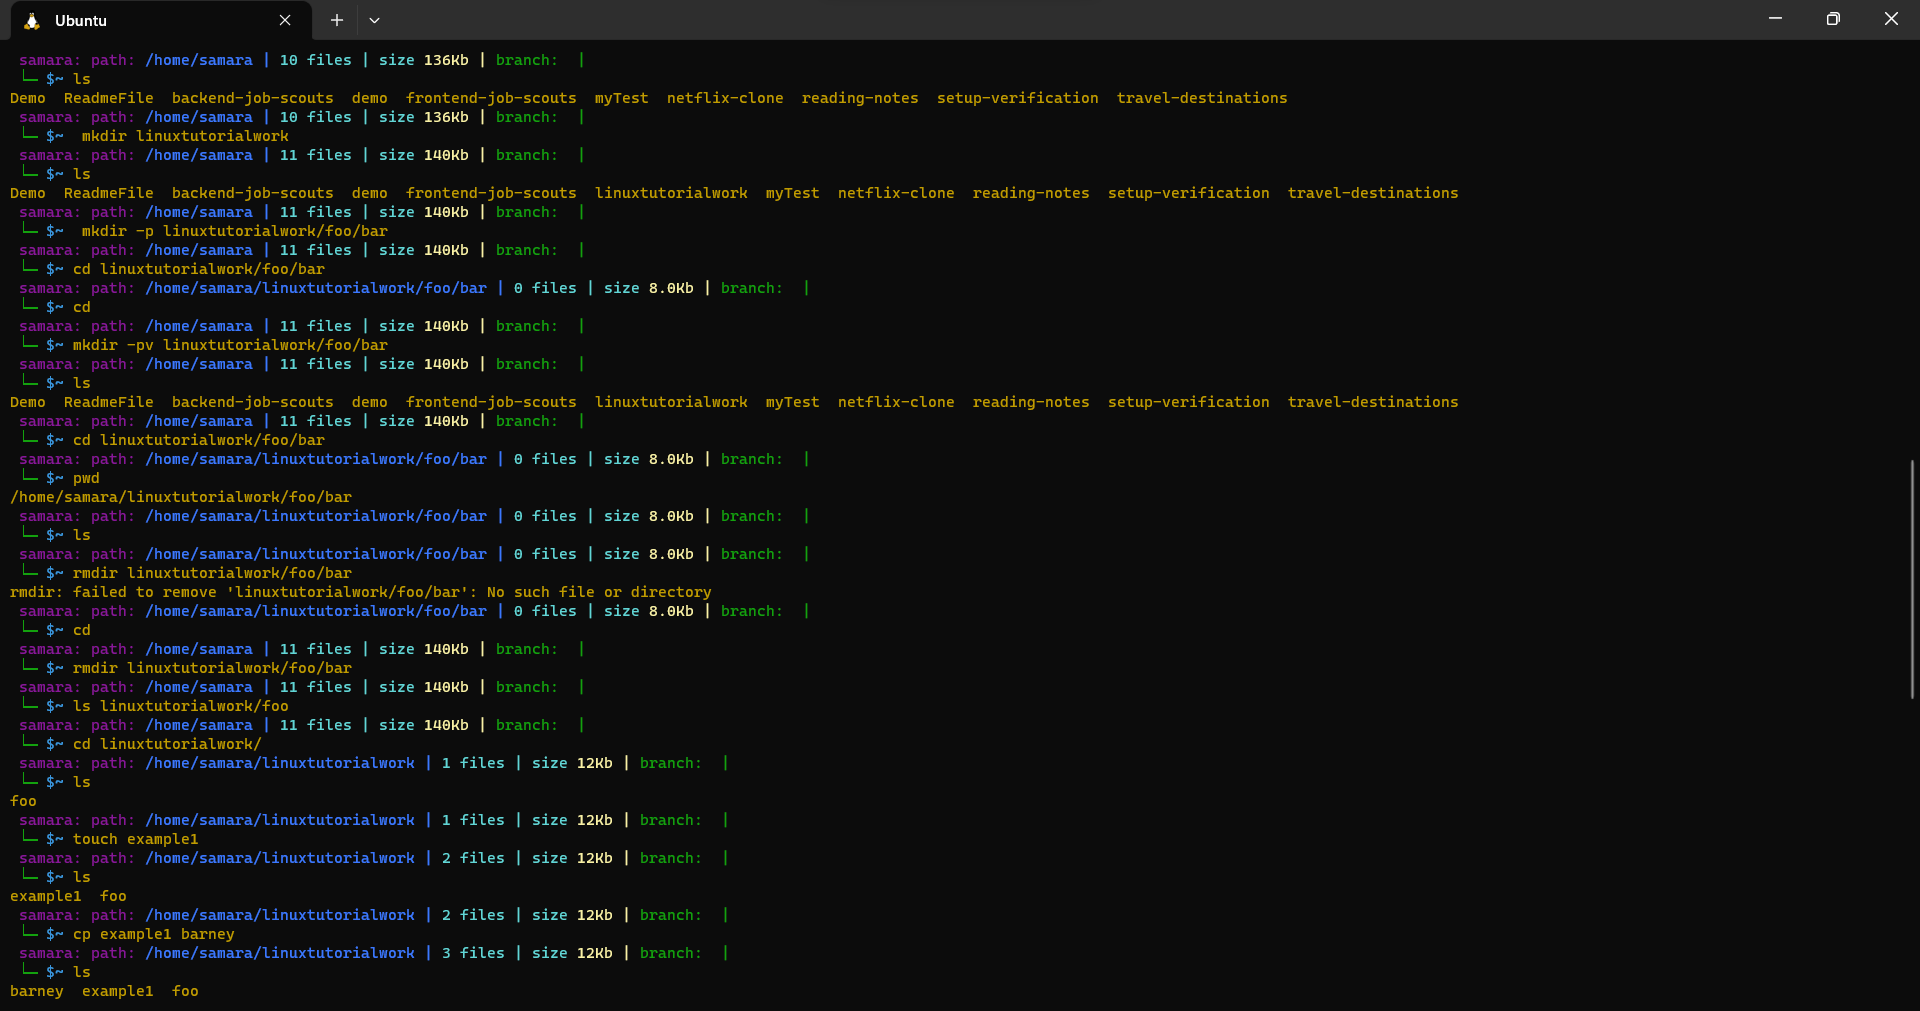 Ubuntu
samara: path: /home/samara | 10 files | size 136Kb | branch:  |
└─ $~ ls
Demo  ReadmeFile  backend-job-scouts  demo  frontend-job-scouts  myTest  netflix-clone  reading-notes  setup-verification  travel-destinations
samara: path: /home/samara | 10 files | size 136Kb | branch:  |
└─ $~  mkdir linuxtutorialwork
samara: path: /home/samara | 11 files | size 140Kb | branch:  |
└─ $~ ls
Demo  ReadmeFile  backend-job-scouts  demo  frontend-job-scouts  linuxtutorialwork  myTest  netflix-clone  reading-notes  setup-verification  travel-destinations
samara: path: /home/samara | 11 files | size 140Kb | branch:  |
└─ $~  mkdir -p linuxtutorialwork/foo/bar
samara: path: /home/samara | 11 files | size 140Kb | branch:  |
└─ $~ cd linuxtutorialwork/foo/bar
samara: path: /home/samara/linuxtutorialwork/foo/bar | 0 files | size 8.0Kb | branch:  |
└─ $~ cd
samara: path: /home/samara | 11 files | size 140Kb | branch:  |
└─ $~ mkdir -pv linuxtutorialwork/foo/bar
samara: path: /home/samara | 11 files | size 140Kb | branch:  |
└─ $~ ls
Demo  ReadmeFile  backend-job-scouts  demo  frontend-job-scouts  linuxtutorialwork  myTest  netflix-clone  reading-notes  setup-verification  travel-destinations
samara: path: /home/samara | 11 files | size 140Kb | branch:  |
└─ $~ cd linuxtutorialwork/foo/bar
samara: path: /home/samara/linuxtutorialwork/foo/bar | 0 files | size 8.0Kb | branch:  |
└─ $~ pwd
/home/samara/linuxtutorialwork/foo/bar
samara: path: /home/samara/linuxtutorialwork/foo/bar | 0 files | size 8.0Kb | branch:  |
└─ $~ ls
samara: path: /home/samara/linuxtutorialwork/foo/bar | 0 files | size 8.0Kb | branch:  |
└─ $~ rmdir linuxtutorialwork/foo/bar
rmdir: failed to remove 'linuxtutorialwork/foo/bar': No such file or directory
samara: path: /home/samara/linuxtutorialwork/foo/bar | 0 files | size 8.0Kb | branch:  |
└─ $~ cd
samara: path: /home/samara | 11 files | size 140Kb | branch:  |
└─ $~ rmdir linuxtutorialwork/foo/bar
samara: path: /home/samara | 11 files | size 140Kb | branch:  |
└─ $~ ls linuxtutorialwork/foo
samara: path: /home/samara | 11 files | size 140Kb | branch:  |
└─ $~ cd linuxtutorialwork/
samara: path: /home/samara/linuxtutorialwork | 1 files | size 12Kb | branch:  |
└─ $~ ls
foo
samara: path: /home/samara/linuxtutorialwork | 1 files | size 12Kb | branch:  |
└─ $~ touch example1
samara: path: /home/samara/linuxtutorialwork | 2 files | size 12Kb | branch:  |
└─ $~ ls
example1  foo
samara: path: /home/samara/linuxtutorialwork | 2 files | size 12Kb | branch:  |
└─ $~ cp example1 barney
samara: path: /home/samara/linuxtutorialwork | 3 files | size 12Kb | branch:  |
└─ $~ ls
barney  example1  foo